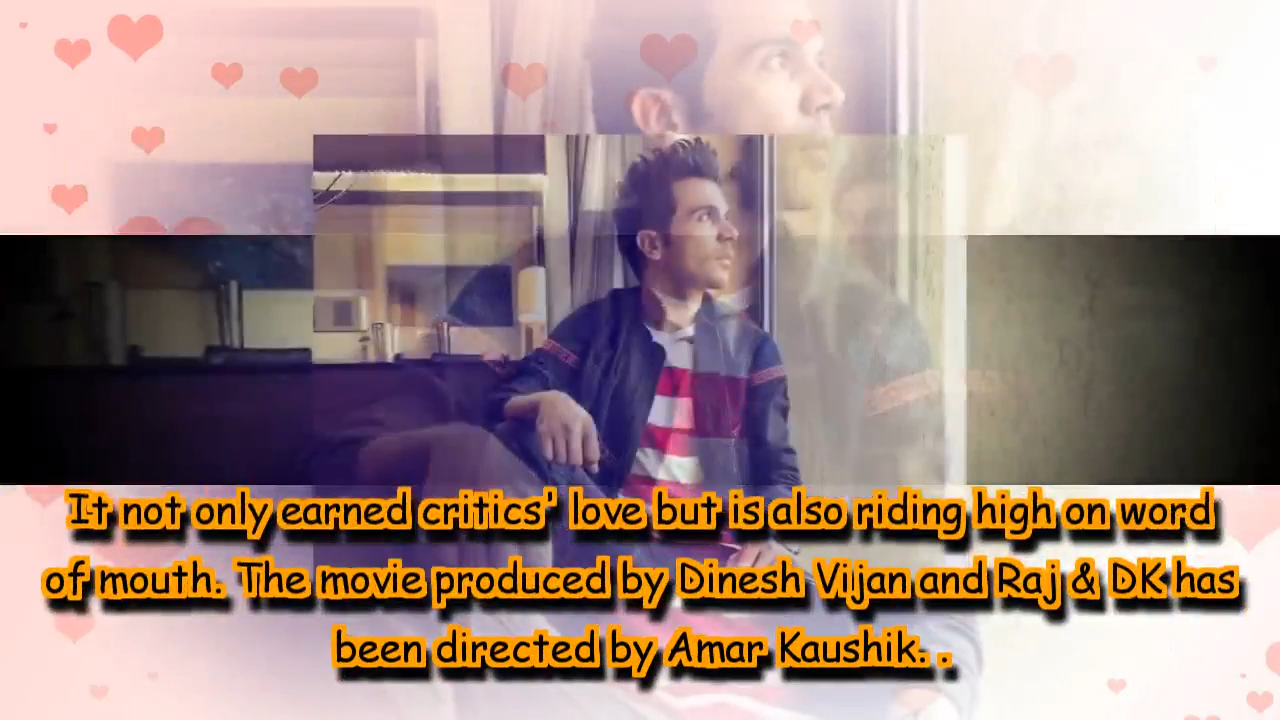 It not only earned critics' love but is also riding high on word
of mouth. The movie produced by Dinesh Vijan and Raj & DK has
been directed by Amar Kaushik. .